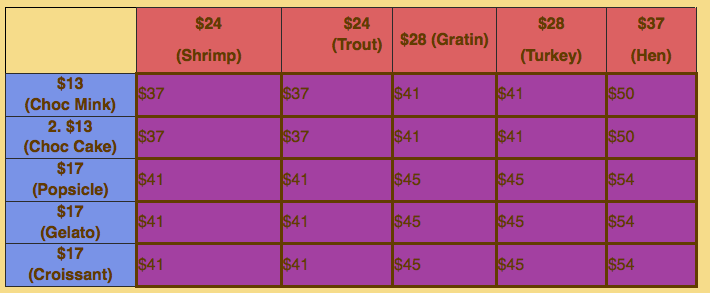 $24 $24 $28 (Gratin) $28 $37
(Shrimp) (Trout) (Turkey) (Hen)
$13 $37 $37 $41 $41 $50
(Choc Mink)
2. $13 $37 $37 $41 $41 $50
(Choc Cake)
$17 $41 $41 $45 $45 $54
(Popsicle)
$17 $41 $41 $45 $45 $54
(Gelato)
$17 $41 $41 $45 $45 $54
(Croissant)